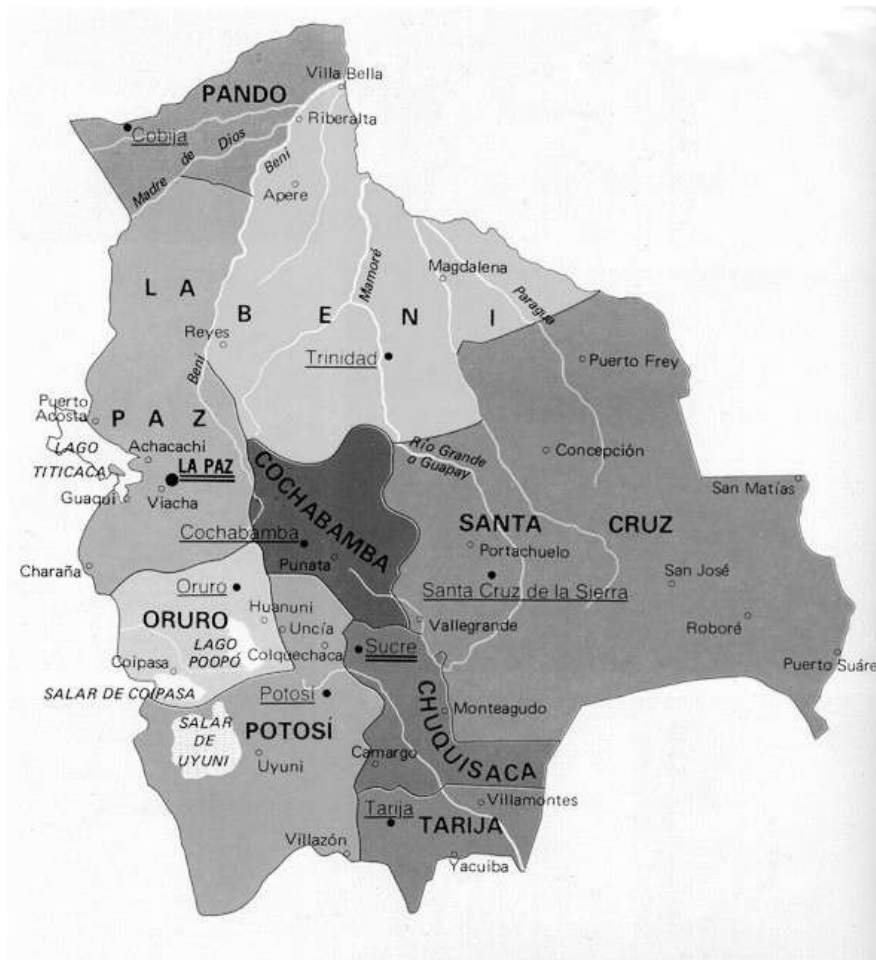 Villa Bella
PANDO
Riberalta
Cobija
Madre de Dios
Beni
Apere
LA
Magdalena
Mamoré
BENI
Paragua
Reyes
Trinidad
Puerto Frey
Beni
Puerto
Acosta
PAZ
LAGO
TITICACA
Achacachi
LA PAZ
Río Grande
o Guapay
Concepción
COCHABAMBA
Guaqui
Viacha
San Matías
SANTA CRUZ
Cochabamba
Portachuelo
Punata
Charaña
San José
Oruro
Santa Cruz de la Sierra
Huanuni
ORURO
Uncía
Vallegrande
Roboré
LAGO
POOPÓ
Sucre
Coipasa
Colquechaca
Puerto Suáre
SALAR DE COIPASA
Potosí
CHUQUISACA
Monteagudo
SALAR
DE
UYUNI
POTOSÍ
Camargo
Uyuni
Villamontes
Tarija
TARIJA
Villazón
Yacuiba